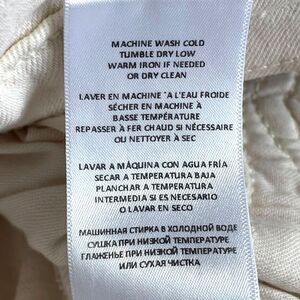 MACHINE WASH COLD
TUMBLE DRY LOW
WARM IRON IF NEEDED
OR DRY CLEAN
LAVER EN MACHINE `A L'EAU FROIDE
SÉCHER EN MACHINE À
BASSE TEMPÉRATURE
REPASSER À FER CHAUD SI NÉCESSAIRE
OU NETTOYER À SEC
LAVAR A MÀQUINA CON AGUA FRÍA
SECAR A TEMPERATURA BAJA
PLANCHAR A TEMPERATURA
INTERMEDIA SI ES NECESARIO
O LAVAR EN SECO
МАШИННАЯ СТИРКА В ХОЛОДНОЙ ВОДЕ
СУШКА ПРИ НИЗКОЙ ТЕМПЕРАТУРЕ
ГЛАЖЕНЬЕ ПРИ НИЗКОЙ ТЕМПЕРАТУРЕ
ИЛИ СУХАЯ ЧИСТКА